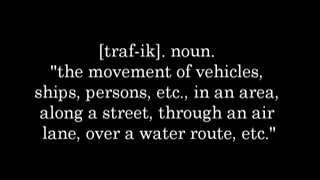 [traf-ik]. noun.
"the movement of vehicles,
ships, persons, etc., in an area,
along a street, through an air
lane, over a water route, etc."